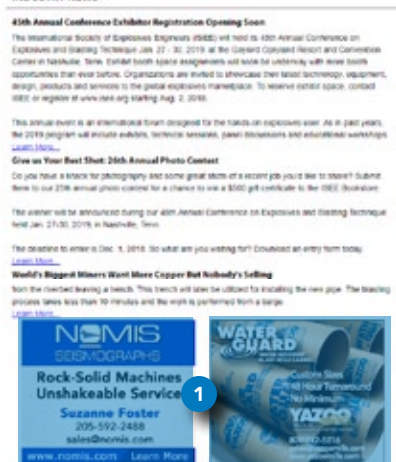 45th Annual Conference Exhibitor Registration Opening Soon
The International Society of Explosives Engineers (ISEE) will hold its 45th Annual Conference on
Explosives and Blasting Technique Jan. 27 - 30, 2019, at the Gaylord Opryland Resort and Convention
Center in Nashville, Tenn. Exhibit booth space assignments will soon be underway with more booth
opportunities than ever before. Organizations are invited to showcase their latest technology, equipment,
design, products and services to the global explosives marketplace. To reserve exhibit space, contact
ISEE or register at www.isee.org starting Aug. 2, 2018.
This annual event is an international forum designed for the hands-on explosives user. As in past years,
the 2019 program will include exhibits, technical sessions, panel discussions and educational workshops.
Learn More...
Give us Your Best Shot: 26th Annual Photo Contest
Do you have a knack for photography and some great shots of a recent job you'd like to share? Submit
them to our 26th annual photo contest for a chance to win a $500 gift certificate to the ISEE Bookstore.
The winner will be announced during our 45th Annual Conference on Explosives and Blasting Technique
held Jan. 27-30, 2019, in Nashville, Tenn.
The deadline to enter is Dec. 1, 2018. So what are you waiting for? Download an entry form today.
Learn More...
World's Biggest Miners Want More Copper But Nobody's Selling
from the riverbed leaving a trench. This trench will later be utilized for installing the new pipe. The blasting
process takes less than 10 minutes and the work is performed from a barge.
Learn More...
NOMIS
SEISMOGRAPHS
Rock-Solid Machines
Unshakeable Service
Suzanne Foster
205-592-2488
sales@nomis.com
www.nomis.com Learn More
1
WATER
GUARD
Custom Sizes
48 Hour Turnaround
No Minimum
YAZOO